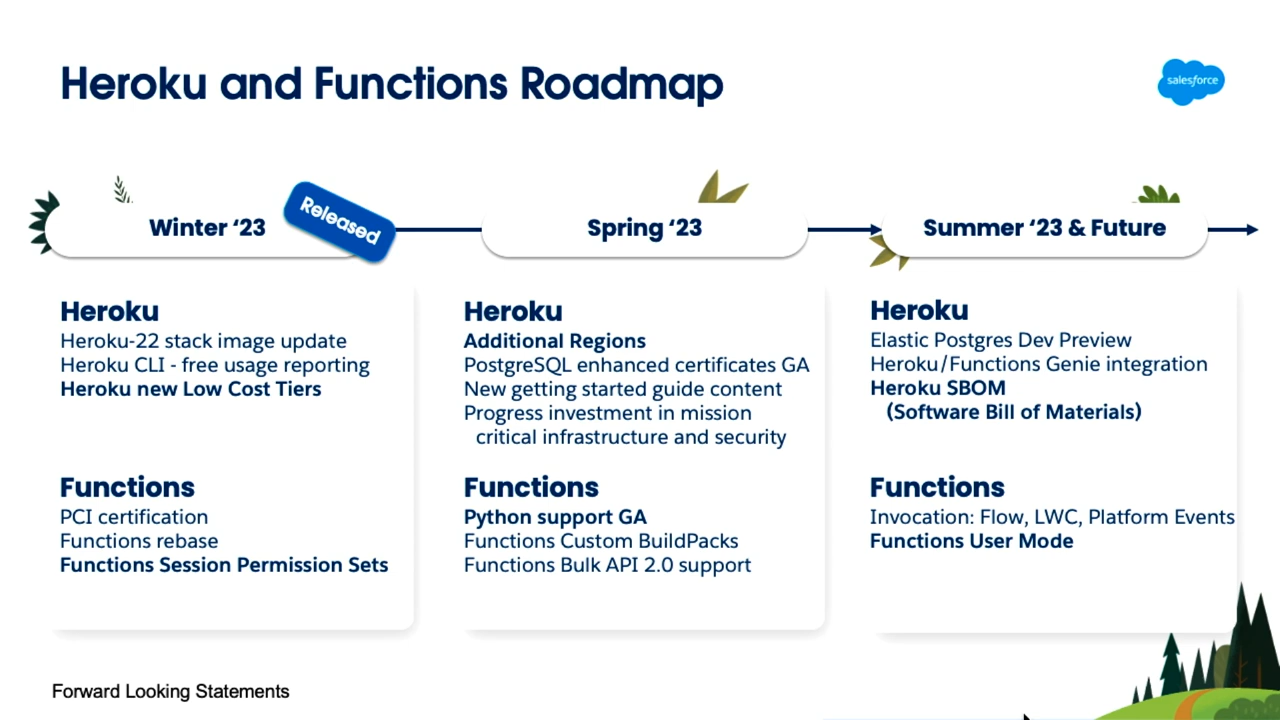 Heroku and Functions Roadmap
salesforce
Winter ‘23
Released
Spring ‘23
Summer ‘23 & Future
Heroku
Heroku-22 stack image update
Heroku CLI - free usage reporting
Heroku new Low Cost Tiers
Functions
PCI certification
Functions rebase
Functions Session Permission Sets
Heroku
Additional Regions
PostgreSQL enhanced certificates GA
New getting started guide content
Progress investment in mission
critical infrastructure and security
Functions
Python support GA
Functions Custom BuildPacks
Functions Bulk API 2.0 support
Heroku
Elastic Postgres Dev Preview
Heroku/Functions Genie integration
Heroku SBOM
(Software Bill of Materials)
Functions
Invocation: Flow, LWC, Platform Events
Functions User Mode
Forward Looking Statements